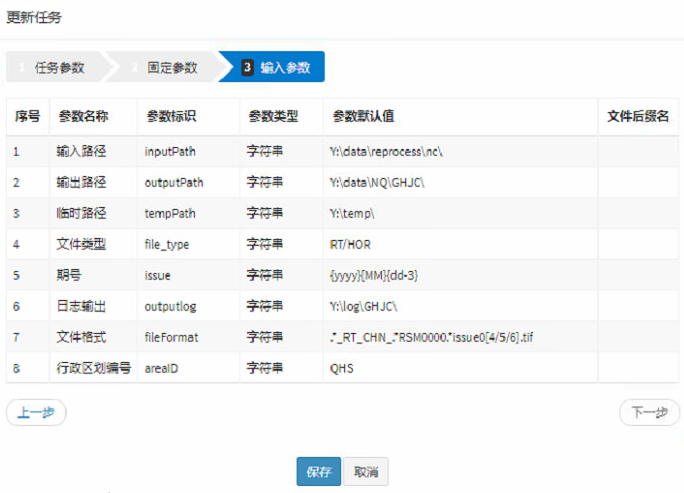 更新任务
1 任务参数 2 固定参数 3 输入参数
序号 参数名称 参数标识 参数类型 参数默认值 文件后缀名
1 输入路径 inputPath 字符串 Y:\data\reprocess\nc\
2 输出路径 outputPath 字符串 Y:\data\NQ\GHJC\
3 临时路径 tempPath 字符串 Y:\temp\
4 文件类型 file_type 字符串 RT/HOR
5 期号 issue 字符串 {yyyy}{MM}{dd-3}
6 日志输出 outputlog 字符串 Y:\log\GHJC\
7 文件格式 fileFormat 字符串 .*_RT_CHN_.*RSM0000.*issue0[4/5/6].tif
8 行政区划编号 areaID 字符串 QHS
上一步 下一步
保存 取消